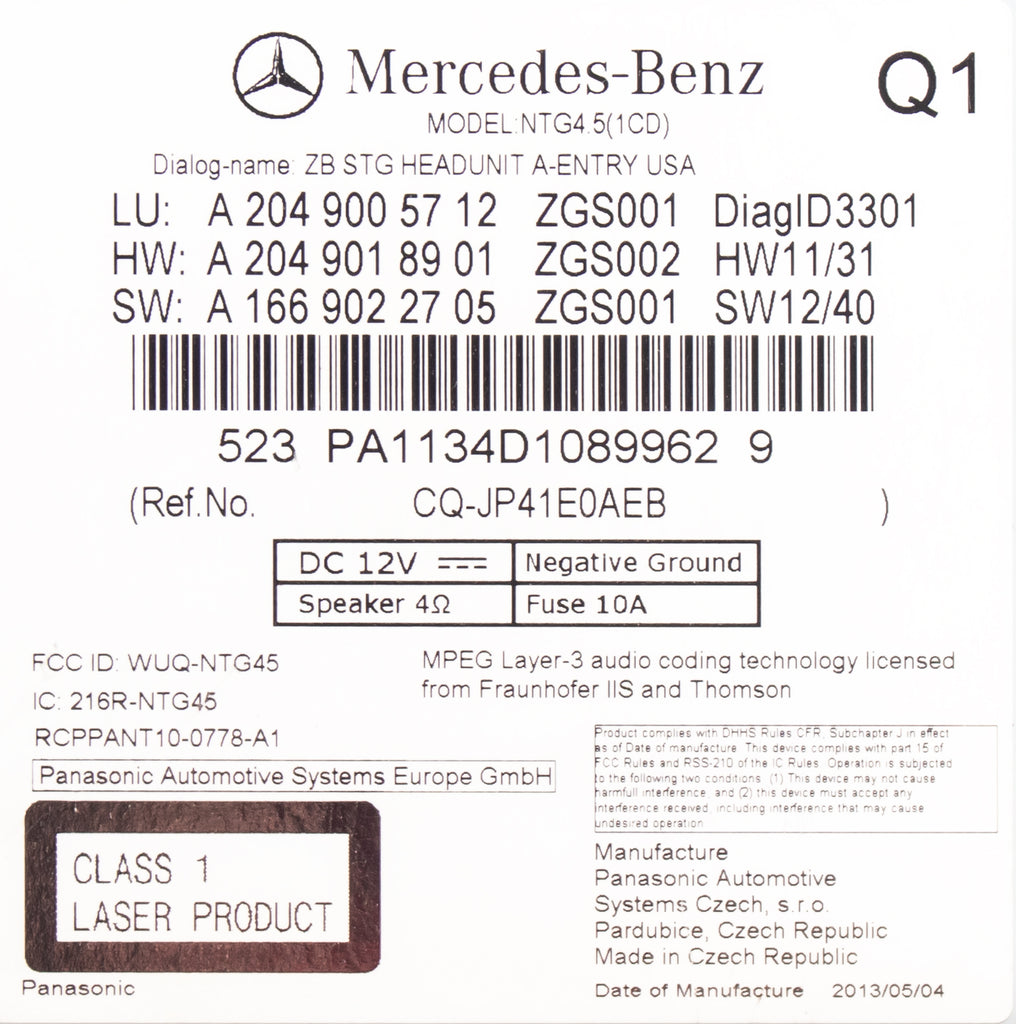 Mercedes-Benz
Q1
MODEL:NTG4.5(1CD)
Dialog-name: ZB STG HEADUNIT A-ENTRY USA
LU: A 204 900 57 12 ZGS001 DiagID3301
HW: A 204 901 89 01 ZGS002 HW11/31
SW: A 166 902 27 05 ZGS001 SW12/40
523 PA1134D1089962 9
(Ref.No. CQ-JP41E0AEB )
DC 12V Negative Ground
Speaker 4Ω Fuse 10A
FCC ID: WUQ-NTG45
IC: 216R-NTG45
RCPPANT10-0778-A1
Panasonic Automotive Systems Europe GmbH
MPEG Layer-3 audio coding technology licensed
from Fraunhofer IIS and Thomson
Product complies with DHHS Rules CFR, Subchapter J in effect
as of Date of manufacture. This device complies with part 15 of
FCC Rules and RSS-210 of the IC Rules. Operation is subjected
to the following two conditions: (1) This device may not cause
harmfull interference, and (2) this device must accept any
interference received, including interference that may cause
undesired operation.
CLASS 1
LASER PRODUCT
Panasonic
Manufacture
Panasonic Automotive
Systems Czech, s.r.o.
Pardubice, Czech Republic
Made in Czech Republic
Date of Manufacture 2013/05/04